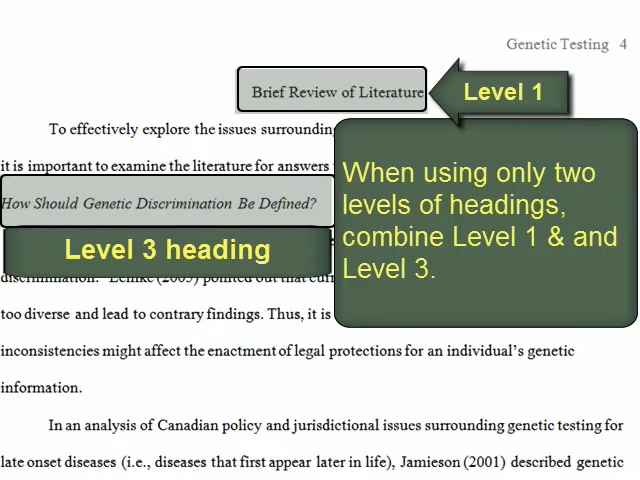 Genetic Testing 4
Brief Review of Literature
Level 1
To effectively explore the issues surrounding
it is important to examine the literature for answers
When using only two
levels of headings,
combine Level 1 & and
Level 3.
How Should Genetic Discrimination Be Defined?
Level 3 heading
discrimination. Lemke (2005) pointed out that
too diverse and lead to contrary findings. Thus, it is
inconsistencies might affect the enactment of legal protections for an individual's genetic
information.
In an analysis of Canadian policy and jurisdictional issues surrounding genetic testing for
late onset diseases (i.e., diseases that first appear later in life), Jamieson (2001) described genetic